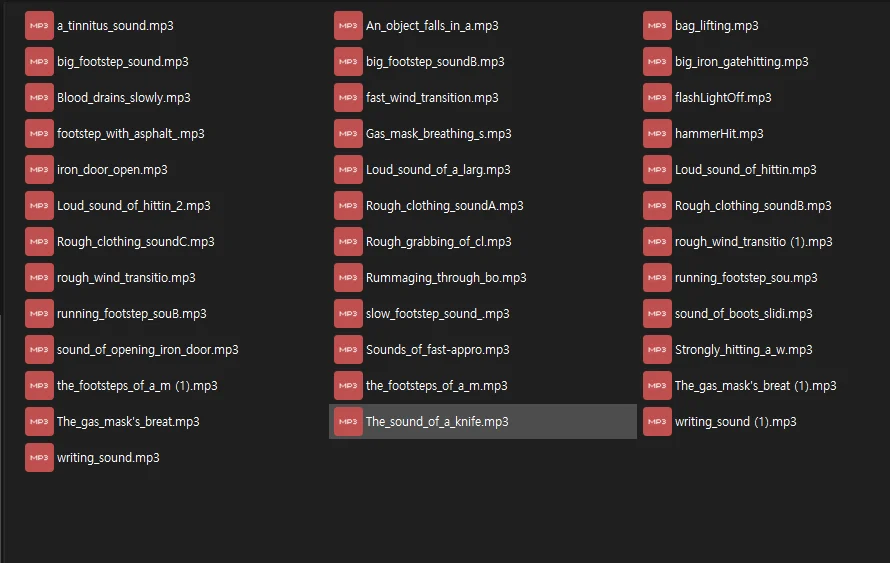 MP3 a_tinnitus_sound.mp3 MP3 An_object_falls_in_a.mp3 MP3 bag_lifting.mp3
MP3 big_footstep_sound.mp3 MP3 big_footstep_soundB.mp3 MP3 big_iron_gatehitting.mp3
MP3 Blood_drains_slowly.mp3 MP3 fast_wind_transition.mp3 MP3 flashLightOff.mp3
MP3 footstep_with_asphalt_.mp3 MP3 Gas_mask_breathing_s.mp3 MP3 hammerHit.mp3
MP3 iron_door_open.mp3 MP3 Loud_sound_of_a_larg.mp3 MP3 Loud_sound_of_hittin.mp3
MP3 Loud_sound_of_hittin_2.mp3 MP3 Rough_clothing_soundA.mp3 MP3 Rough_clothing_soundB.mp3
MP3 Rough_clothing_soundC.mp3 MP3 Rough_grabbing_of_cl.mp3 MP3 rough_wind_transitio (1).mp3
MP3 rough_wind_transitio.mp3 MP3 Rummaging_through_bo.mp3 MP3 running_footstep_sou.mp3
MP3 running_footstep_souB.mp3 MP3 slow_footstep_sound_.mp3 MP3 sound_of_boots_slidi.mp3
MP3 sound_of_opening_iron_door.mp3 MP3 Sounds_of_fast-appro.mp3 MP3 Strongly_hitting_a_w.mp3
MP3 the_footsteps_of_a_m (1).mp3 MP3 the_footsteps_of_a_m.mp3 MP3 The_gas_mask's_breat (1).mp3
MP3 The_gas_mask's_breat.mp3 MP3 The_sound_of_a_knife.mp3 MP3 writing_sound (1).mp3
MP3 writing_sound.mp3